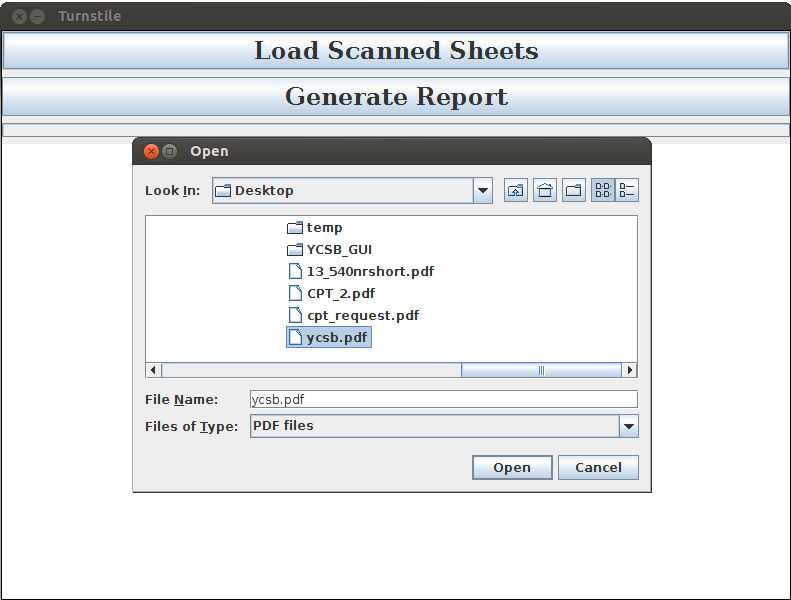 Turnstile
Load Scanned Sheets
Generate Report
Open
Look In: Desktop
temp
YCSB_GUI
13_540nrshort.pdf
CPT_2.pdf
cpt_request.pdf
ycsb.pdf
File Name: ycsb.pdf
Files of Type: PDF files
Open Cancel